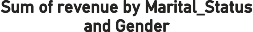 Sum of revenue by Marital_Status
and Gender